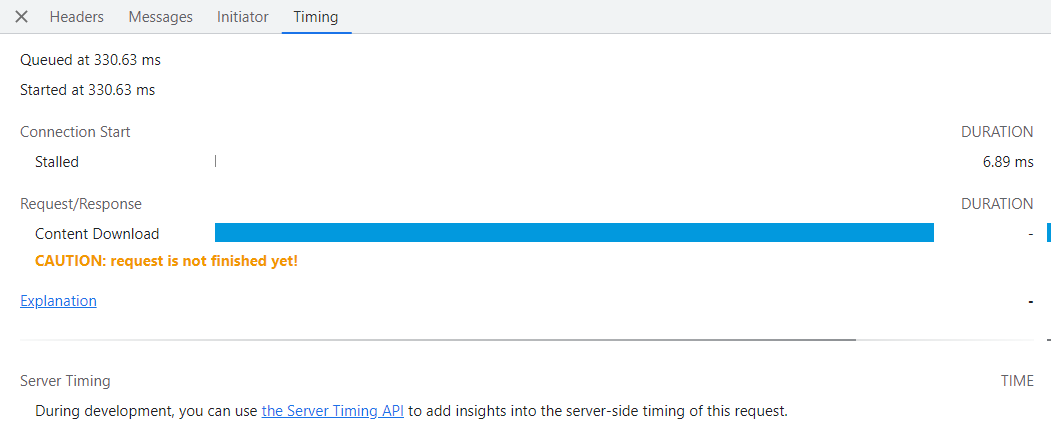 Headers Messages Initiator Timing
Queued at 330.63 ms
Started at 330.63 ms
Connection Start DURATION
Stalled 6.89 ms
Request/Response DURATION
Content Download -
CAUTION: request is not finished yet!
Explanation -
Server Timing TIME
During development, you can use the Server Timing API to add insights into the server-side timing of this request.